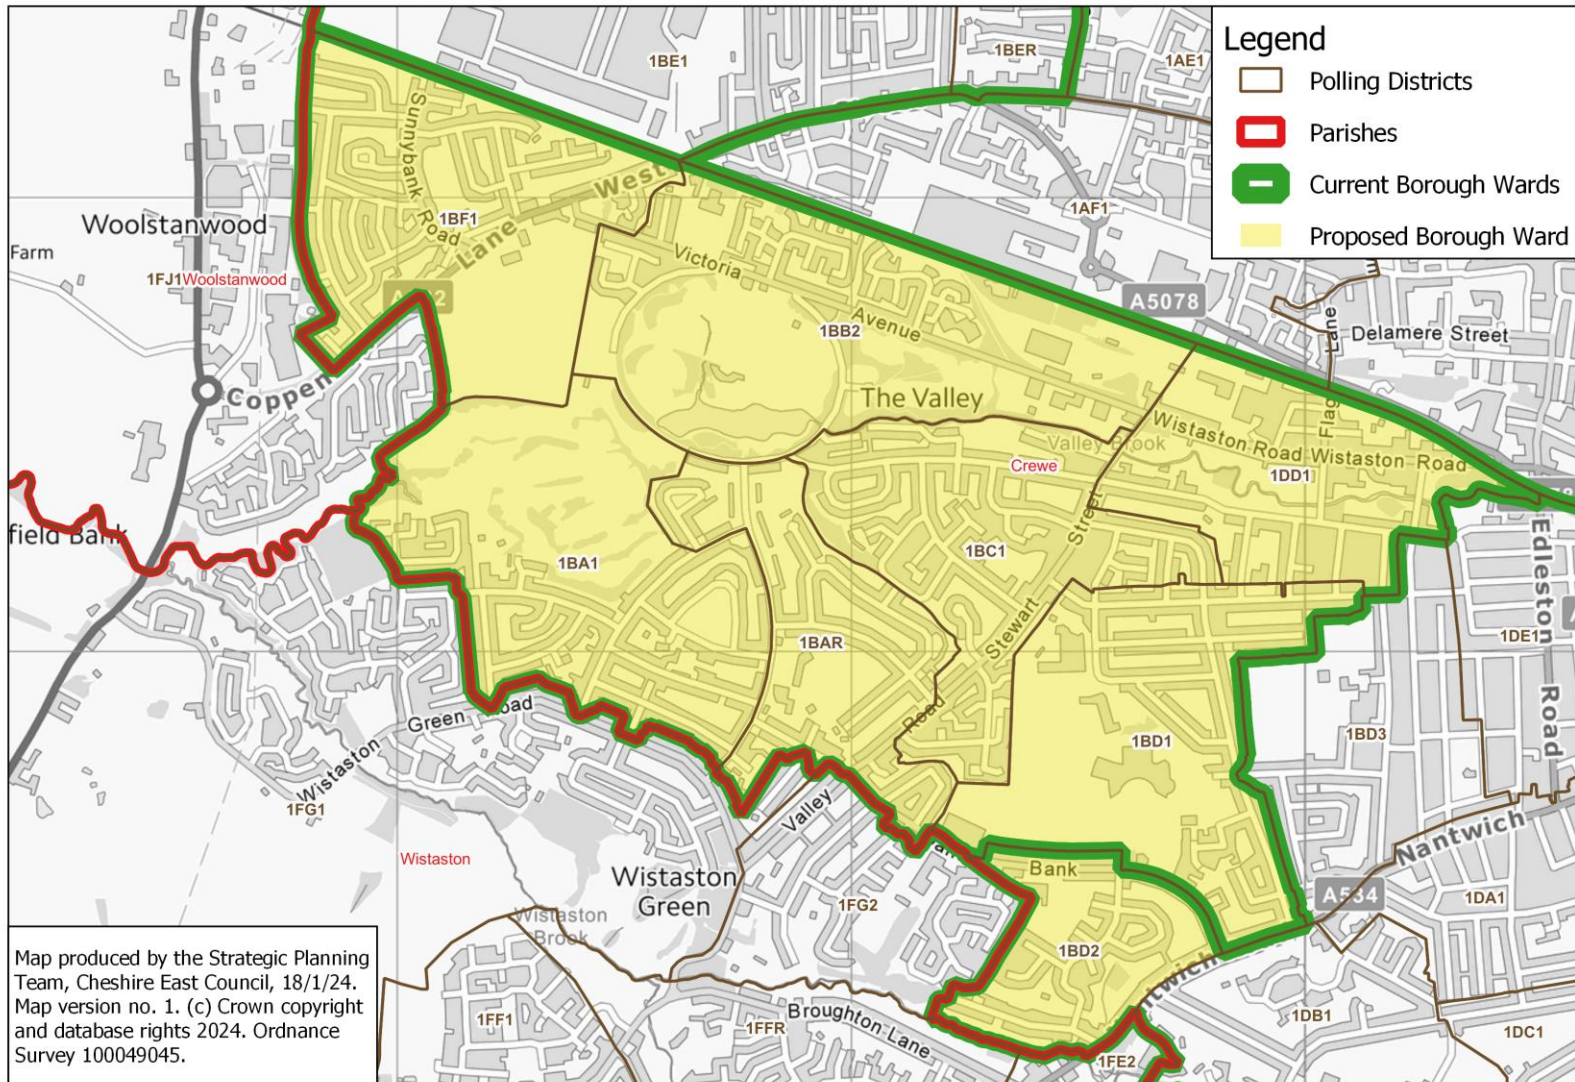 Legend
Polling Districts
Parishes
Current Borough Wards
Proposed Borough Ward
1BE1
1BER
1AE1
Sunnybank Road
West
Woolstanwood
1BF1
Lane
1AF1
Farm
1FJ1
Woolstanwood
Victoria
Avenue
1BB2
A5078
Lane
Delamere Street
Flag
Coppen
The Valley
Wistaston Road
Wistaston Road
Valley Brook
Crewe
1DD1
field Bank
Street
1BC1
1BA1
Edleston Road
Stewart
1BAR
1DE1
Road
1BD1
1BD3
Green
Road
Wistaston
1FG1
Valley
Nantwich
Wistaston
Wistaston
Green
Bank
A534
1DA1
1FG2
Wistaston
Brook
1BD2
ntwich
1FF1
1FFR
Broughton Lane
1DB1
1DC1
1FE2
Map produced by the Strategic Planning
Team, Cheshire East Council, 18/1/24.
Map version no. 1. (c) Crown copyright
and database rights 2024. Ordnance
Survey 100049045.